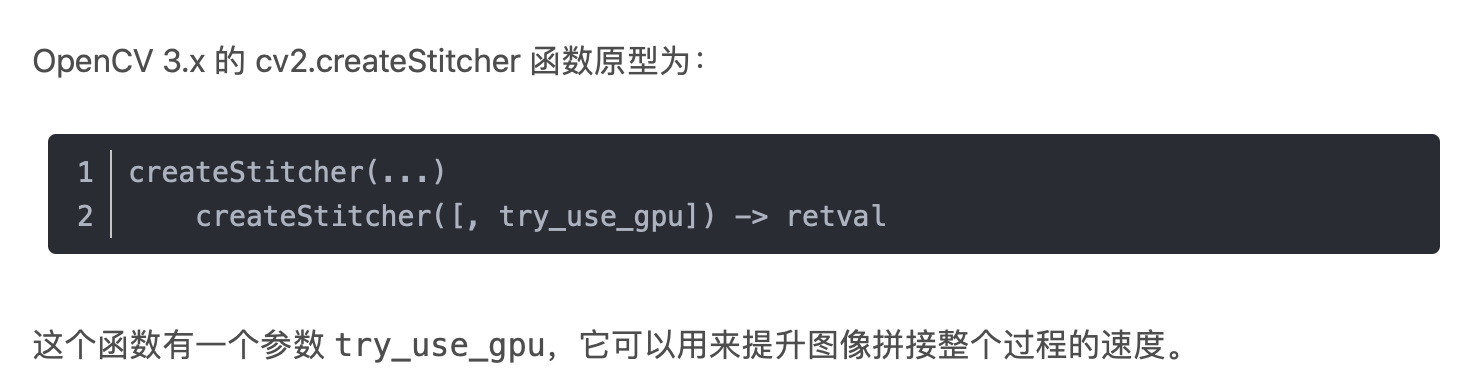 OpenCV 3.x 的 cv2.createStitcher 函数原型为：
1 createStitcher(...)
2     createStitcher([, try_use_gpu]) -> retval
这个函数有一个参数 try_use_gpu，它可以用来提升图像拼接整个过程的速度。